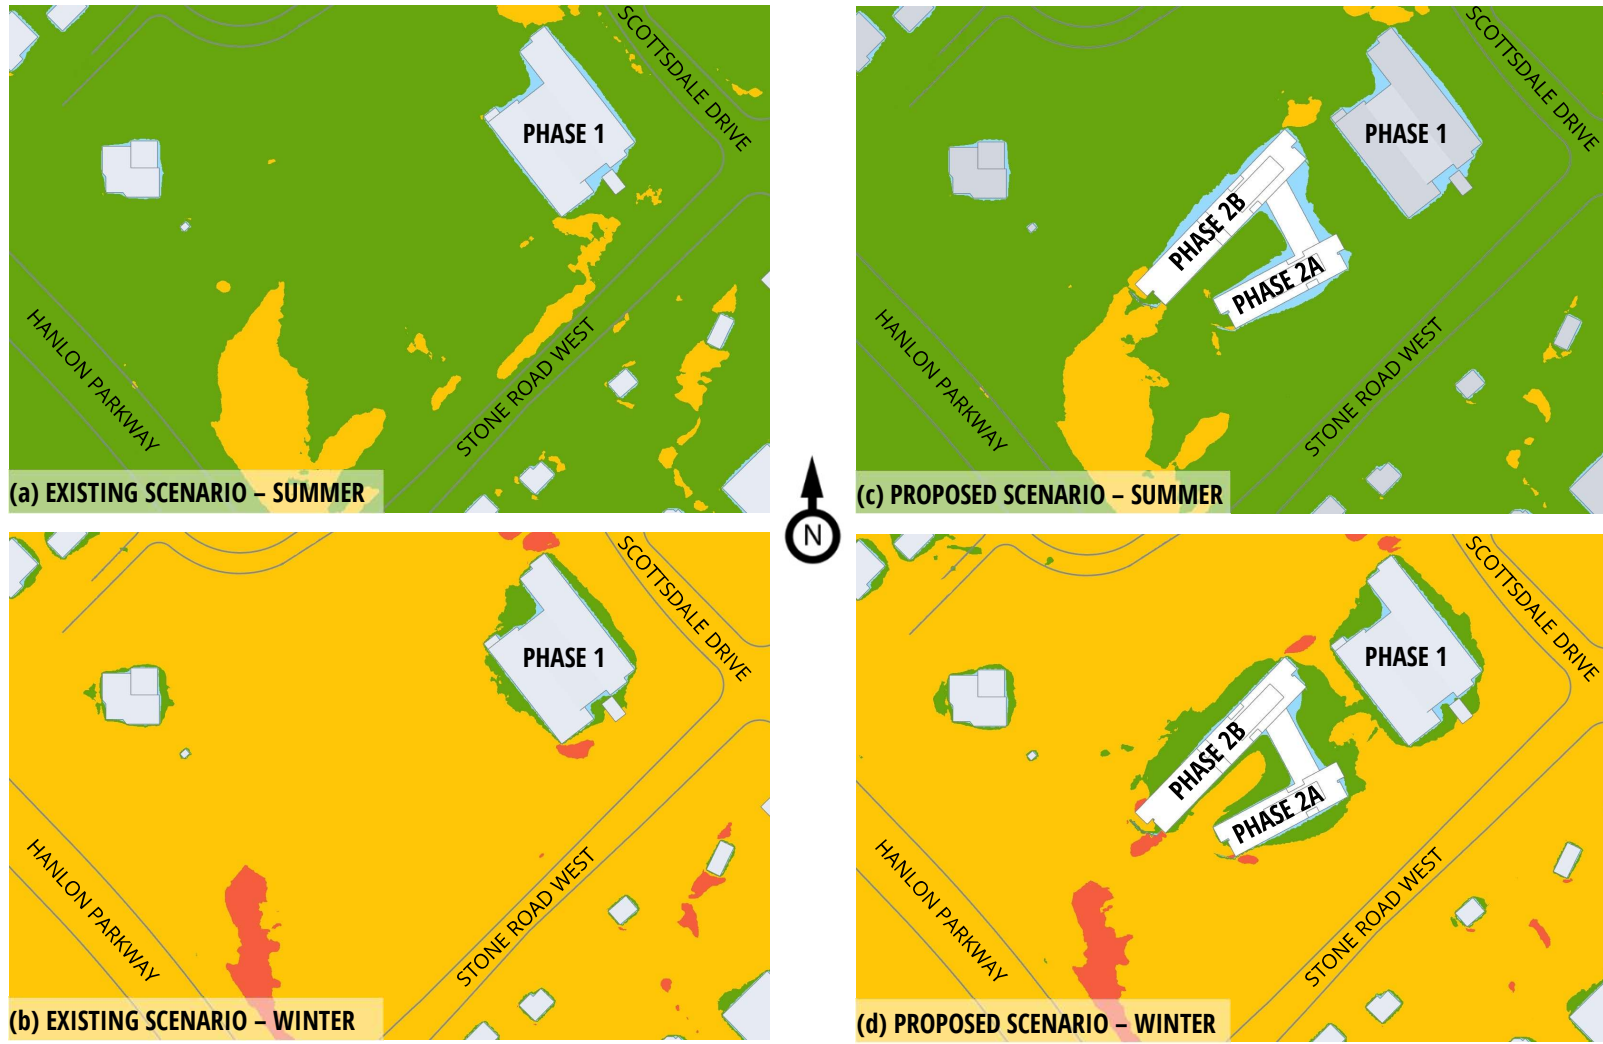 SCOTTSDALE DRIVE
PHASE 1
HANLON PARKWAY
STONE ROAD WEST
(a) EXISTING SCENARIO – SUMMER
SCOTTSDALE DRIVE
PHASE 1
PHASE 2B
PHASE 2A
HANLON PARKWAY
STONE ROAD WEST
(c) PROPOSED SCENARIO – SUMMER
N
SCOTTSDALE DRIVE
PHASE 1
HANLON PARKWAY
STONE ROAD WEST
(b) EXISTING SCENARIO – WINTER
SCOTTSDALE DRIVE
PHASE 1
PHASE 2B
PHASE 2A
HANLON PARKWAY
STONE ROAD WEST
(d) PROPOSED SCENARIO – WINTER